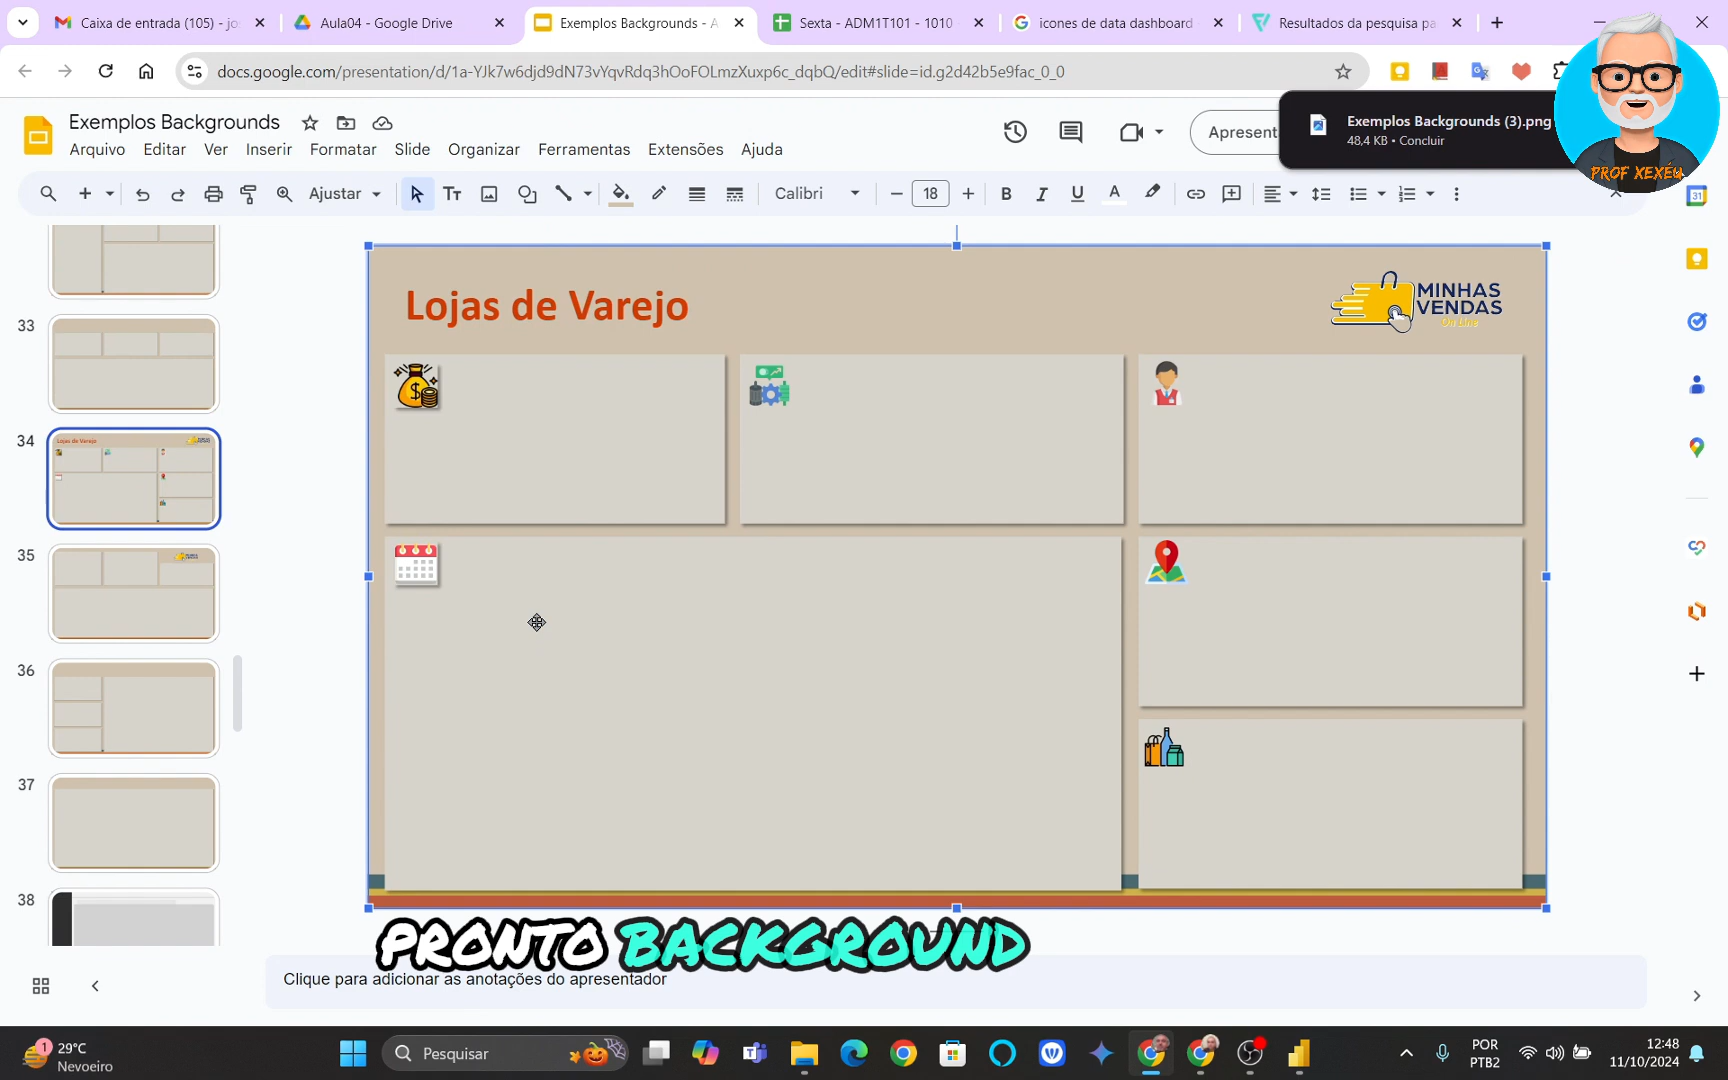 Caixa de entrada (105) - jo
Aula04 - Google Drive
Exemplos Backgrounds - A
Sexta - ADM1T101 - 1010
icones de data dashboard
Resultados da pesquisa pa
docs.google.com/presentation/d/1a-YJk7w6djd9dN73vYqvRdq3hOoFOLmzXuxp6c_dqbQ/edit#slide=id.g2d42b5e9fac_0_0
Exemplos Backgrounds
Arquivo Editar Ver Inserir Formatar Slide Organizar Ferramentas Extensões Ajuda
Apresent
Exemplos Backgrounds (3).png
48,4 KB • Concluir
PROF XEXÉU
Ajustar
Calibri
18
Lojas de Varejo
MINHAS
VENDAS
On Line
33
34
35
36
37
38
PRONTO BACKGROUND
Clique para adicionar as anotações do apresentador
1
29°C
Nevoeiro
Pesquisar
POR
PTB2
12:48
11/10/2024